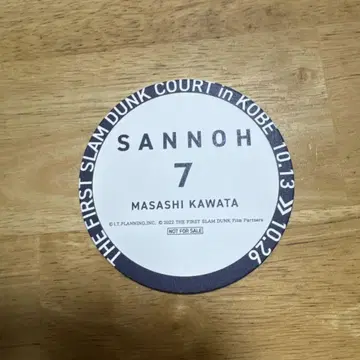 THE FIRST SLAM DUNK COURT in KOBE 10.13 >> 10.26
SANNOH
7
MASASHI KAWATA
© I.T.PLANNING,INC. © 2022 THE FIRST SLAM DUNK Film Partners
NOT FOR SALE